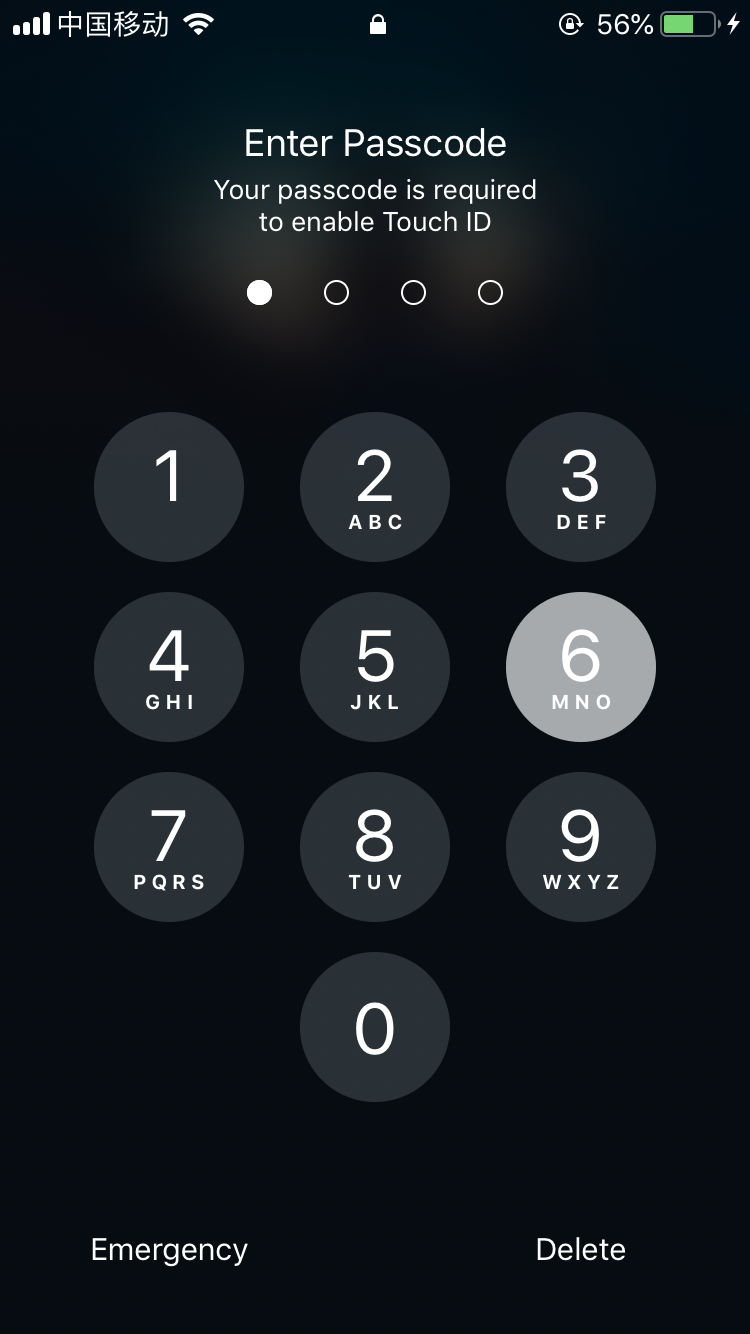 中国移动 56%
Enter Passcode
Your passcode is required
to enable Touch ID
1 2 3
ABC DEF
4 5 6
GHI JKL MNO
7 8 9
PQRS TUV WXYZ
0
Emergency Delete